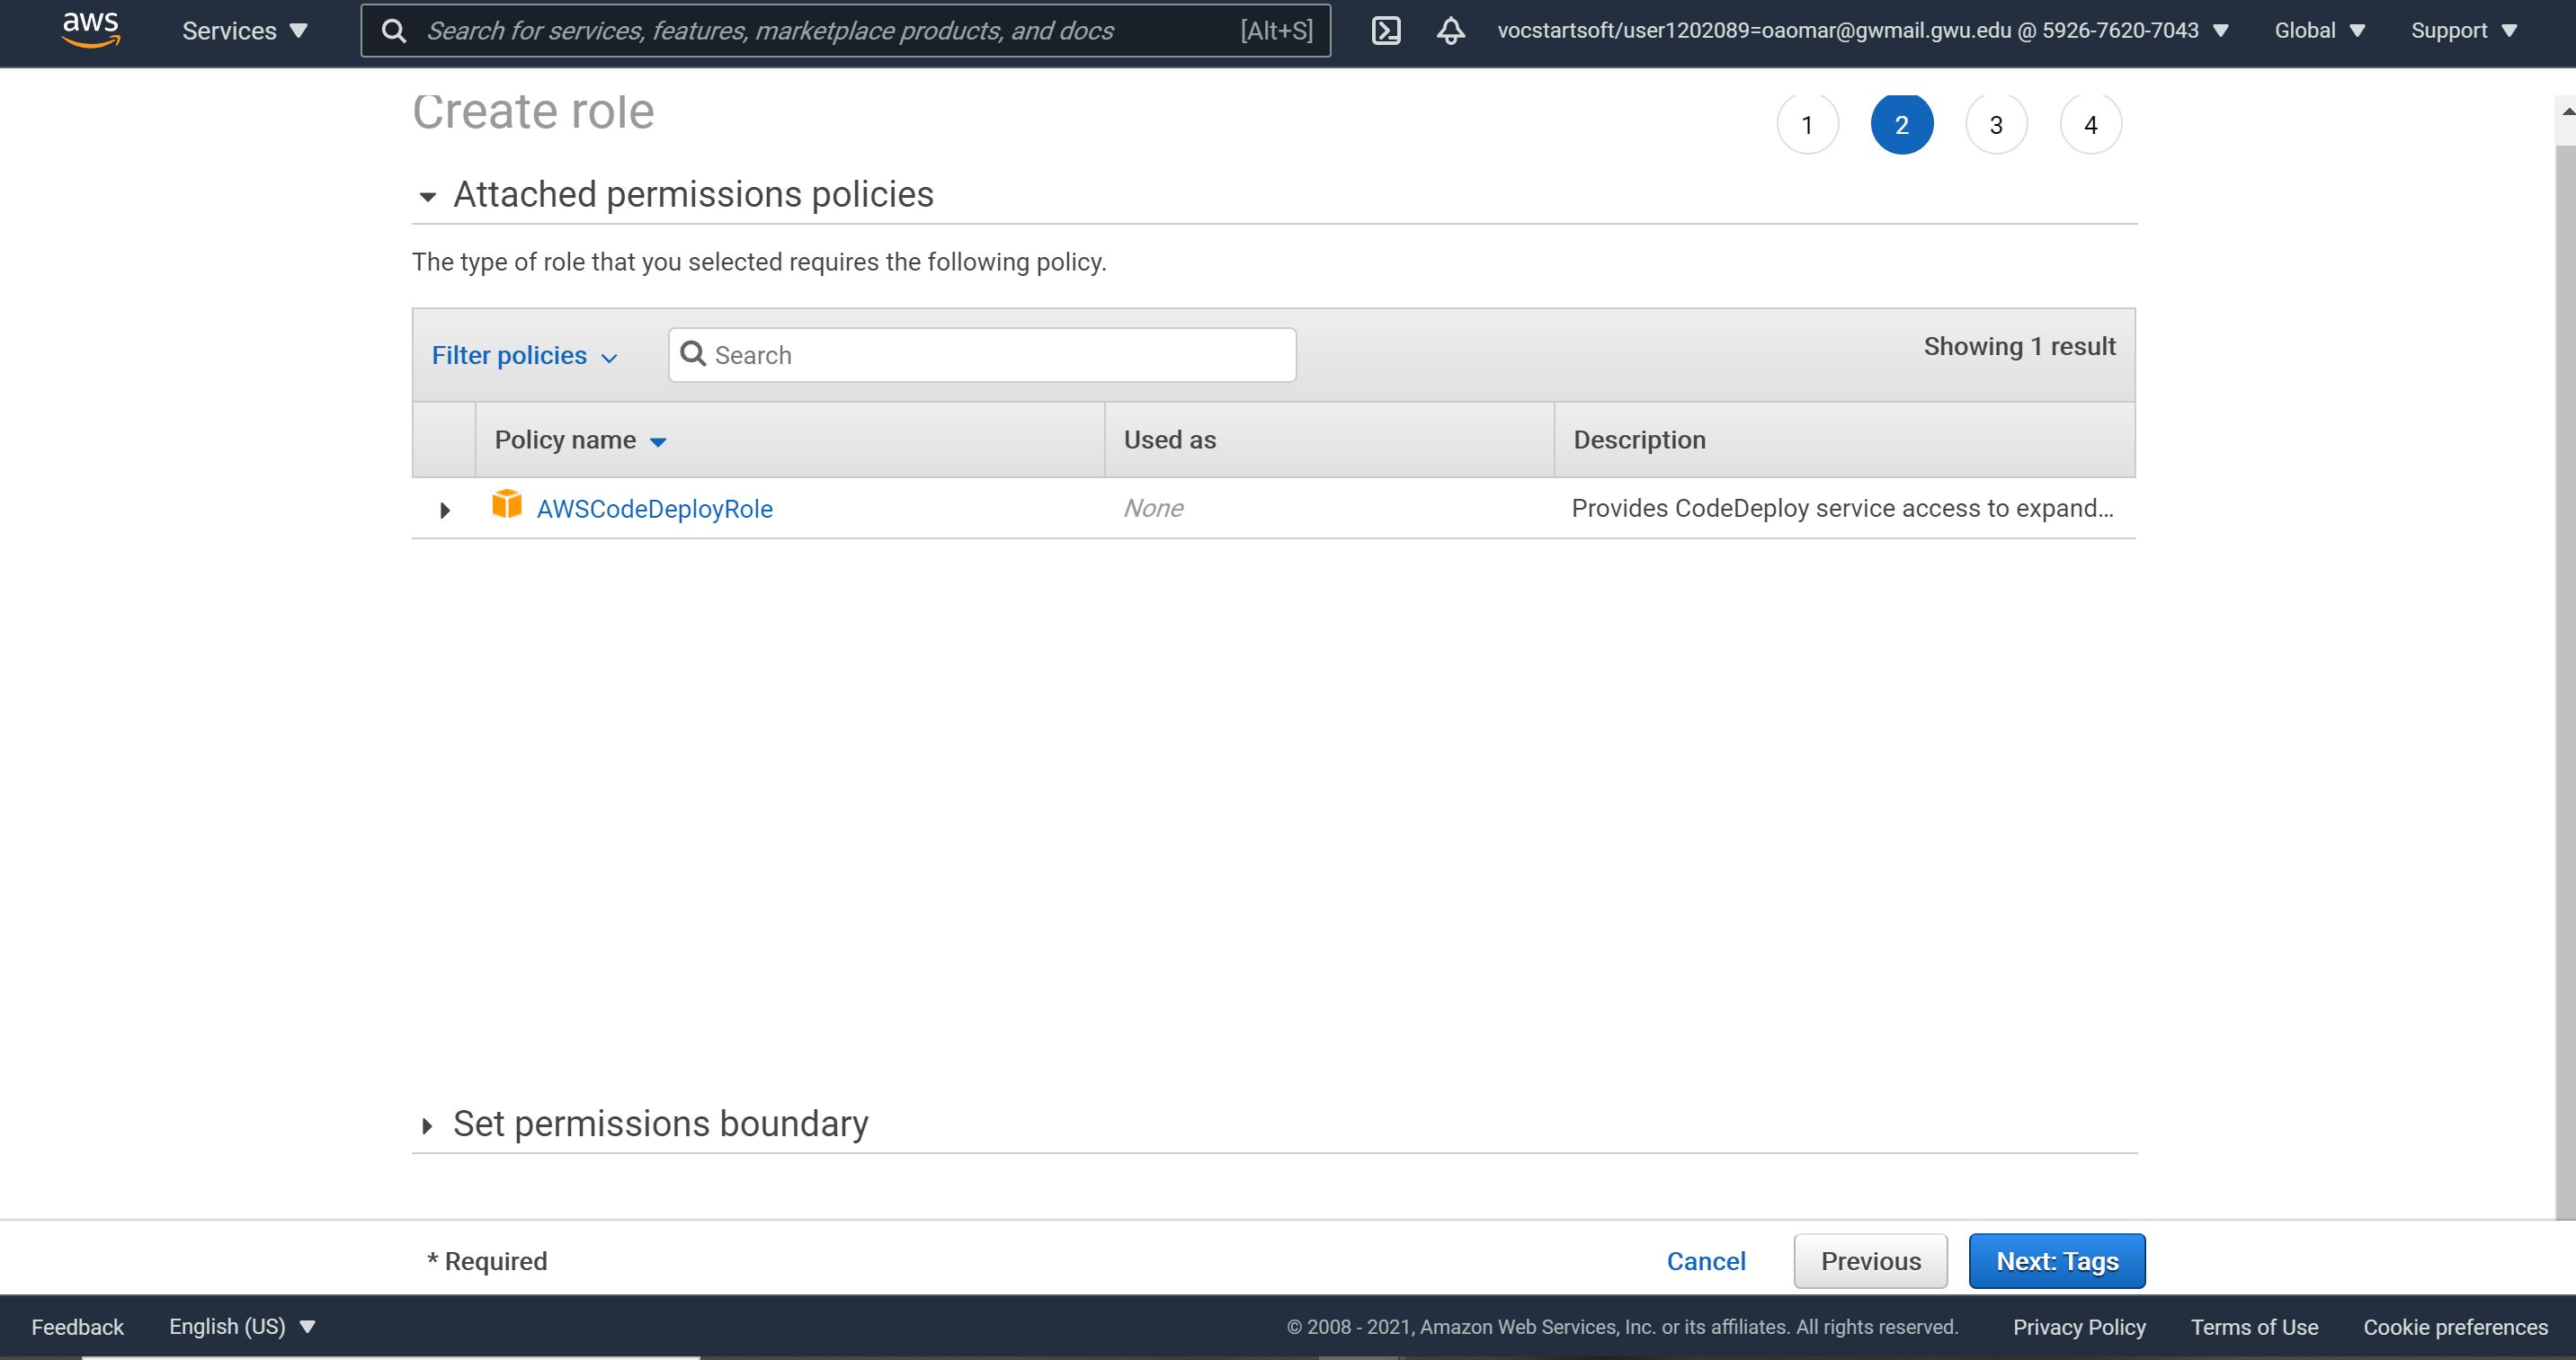 aws
Services
Search for services, features, marketplace products, and docs [Alt+S]
vocstartsoft/user1202089=oaomar@gwmail.gwu.edu @ 5926-7620-7043
Global
Support
Create role
1 2 3 4
Attached permissions policies
The type of role that you selected requires the following policy.
Filter policies
Search
Showing 1 result
Policy name Used as Description
AWSCodeDeployRole None Provides CodeDeploy service access to expand...
Set permissions boundary
* Required
Cancel
Previous
Next: Tags
Feedback
English (US)
© 2008 - 2021, Amazon Web Services, Inc. or its affiliates. All rights reserved.
Privacy Policy
Terms of Use
Cookie preferences